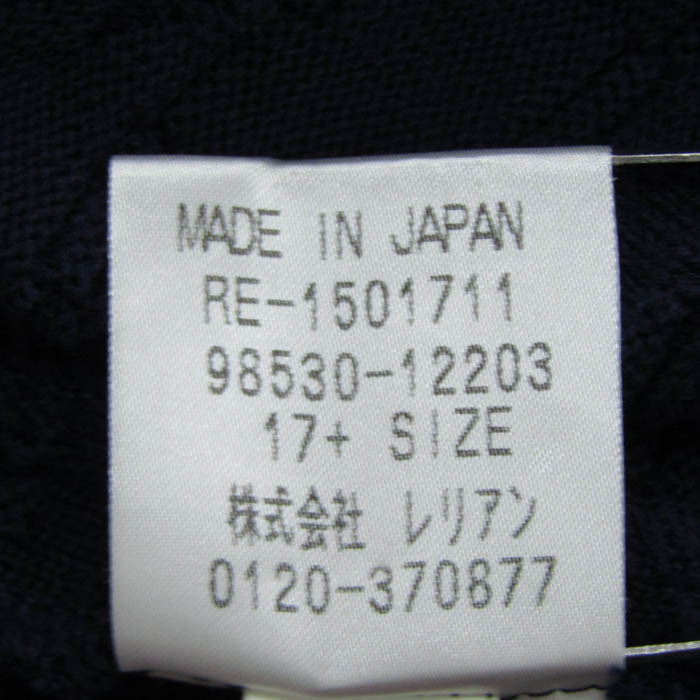 MADE IN JAPAN
RE-1501711
98530-12203
17+ SIZE
株式会社 レリアン
0120-370877